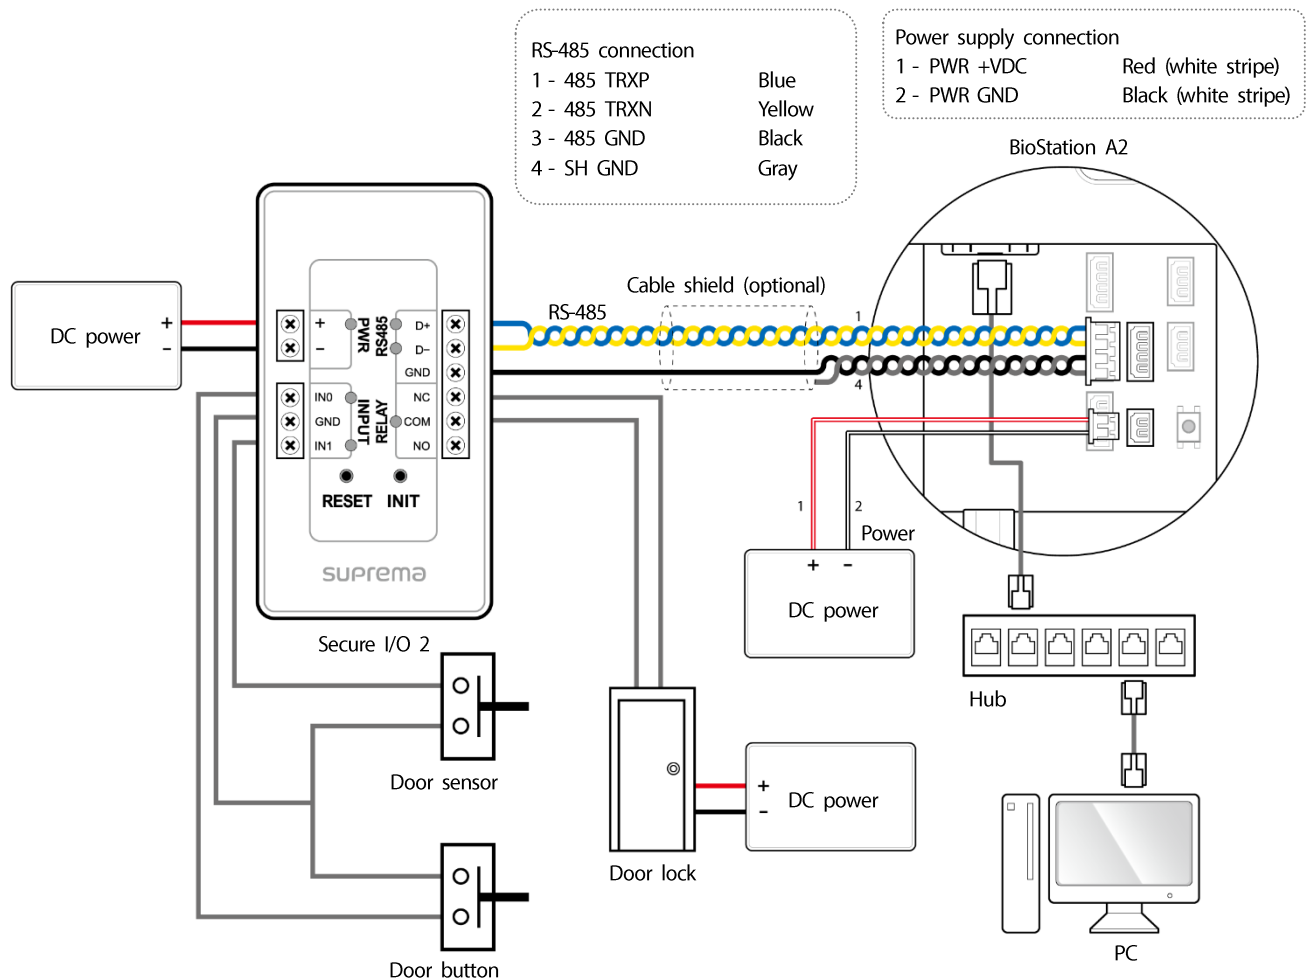 RS-485 connection
1 - 485 TRXP Blue
2 - 485 TRXN Yellow
3 - 485 GND Black
4 - SH GND Gray
Power supply connection
1 - PWR +VDC Red (white stripe)
2 - PWR GND Black (white stripe)
BioStation A2
Cable shield (optional)
RS-485
1
4
DC power
+
-
+
-
PWR
RS485
D+
D-
GND
IN0
GND
IN1
INPUT
RELAY
NC
COM
NO
RESET
INIT
suprema
Secure I/O 2
1
2
Power
+ -
DC power
Hub
Door sensor
Door button
Door lock
+
-
DC power
PC